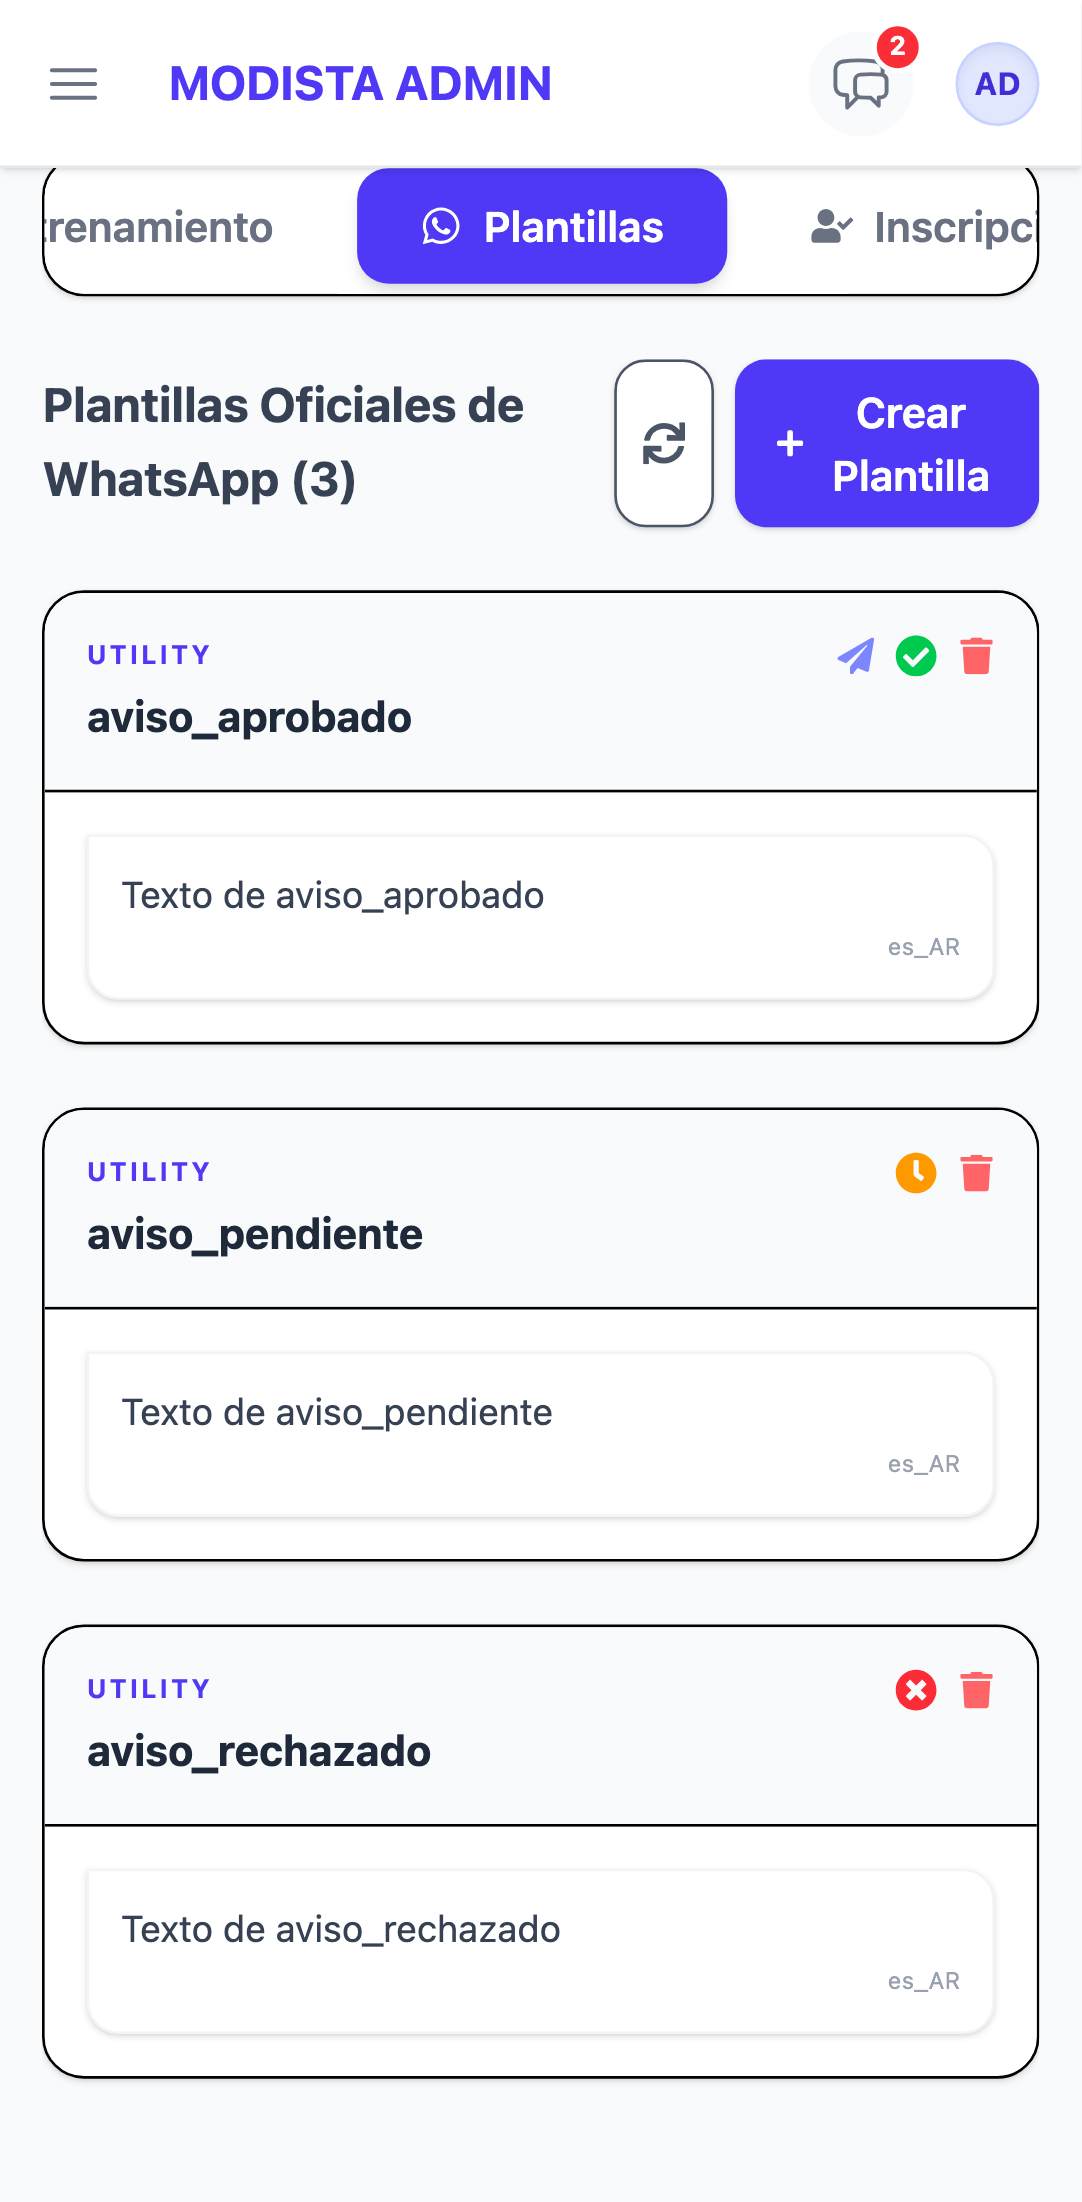 MODISTA ADMIN
2
AD
trenamiento
Plantillas
Inscripci
Plantillas Oficiales de
WhatsApp (3)
Crear
Plantilla
UTILITY
aviso_aprobado
Texto de aviso_aprobado
es_AR
UTILITY
aviso_pendiente
Texto de aviso_pendiente
es_AR
UTILITY
aviso_rechazado
Texto de aviso_rechazado
es_AR